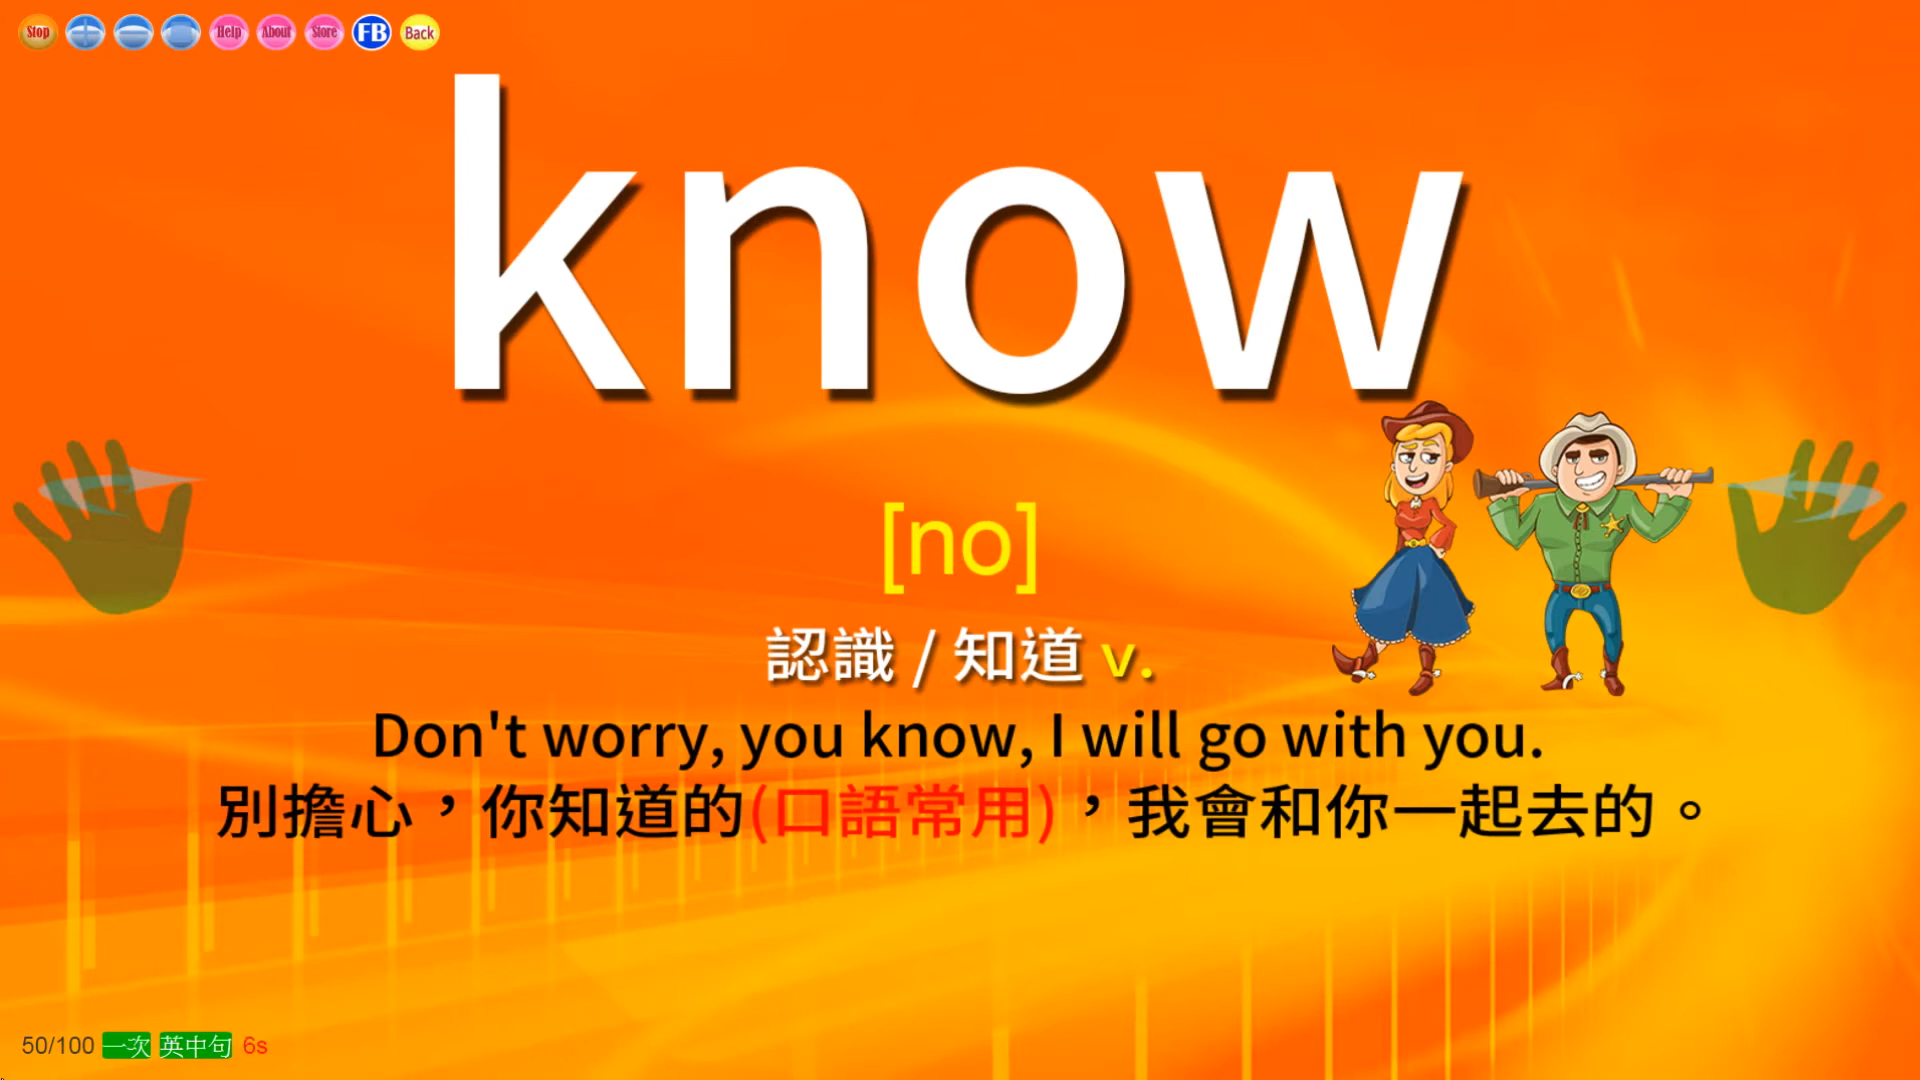 Stop Help About Store FB Back
know
[no]
認識 / 知道 v.
Don't worry, you know, I will go with you.
別擔心，你知道的(口語常用)，我會和你一起去的。
50/100 一次 英中句 6s